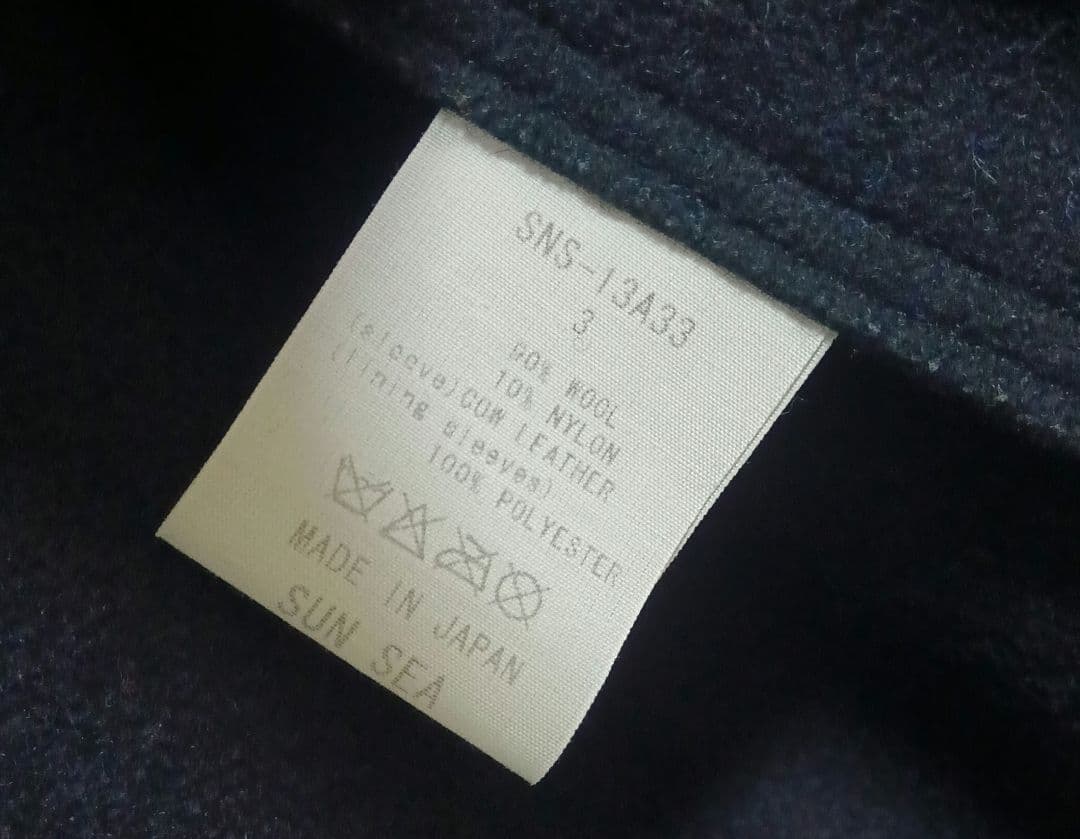 SNS-13A33
3
90% WOOL
10% NYLON
(sleeve)COW LEATHER
(lining sleeves)
100% POLYESTER
MADE IN JAPAN
SUN SEA